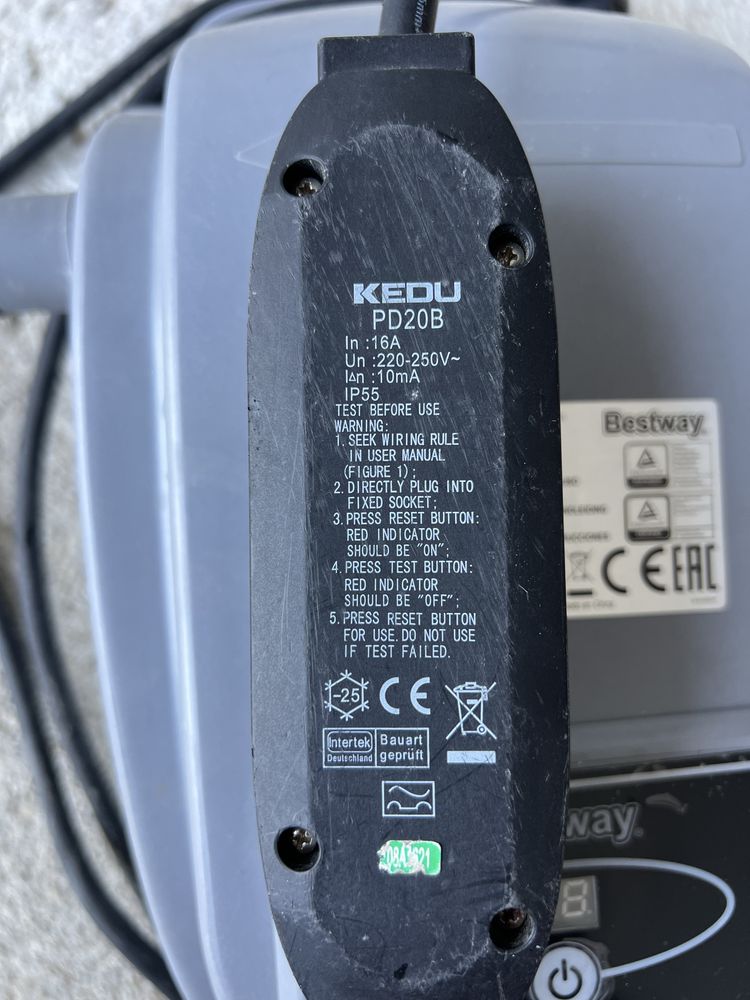 KEDU
PD20B
In :16A
Un :220-250V~
I∆n :10mA
IP55
TEST BEFORE USE
WARNING:
1. SEEK WIRING RULE
IN USER MANUAL
(FIGURE 1) ;
2. DIRECTLY PLUG INTO
FIXED SOCKET;
3. PRESS RESET BUTTON:
RED INDICATOR
SHOULD BE "ON";
4. PRESS TEST BUTTON:
RED INDICATOR
SHOULD BE "OFF";
5. PRESS RESET BUTTON
FOR USE. DO NOT USE
IF TEST FAILED.
-25 CE
Intertek
Deutschland
Bauart
geprüft
Bestway
CE EAC
way